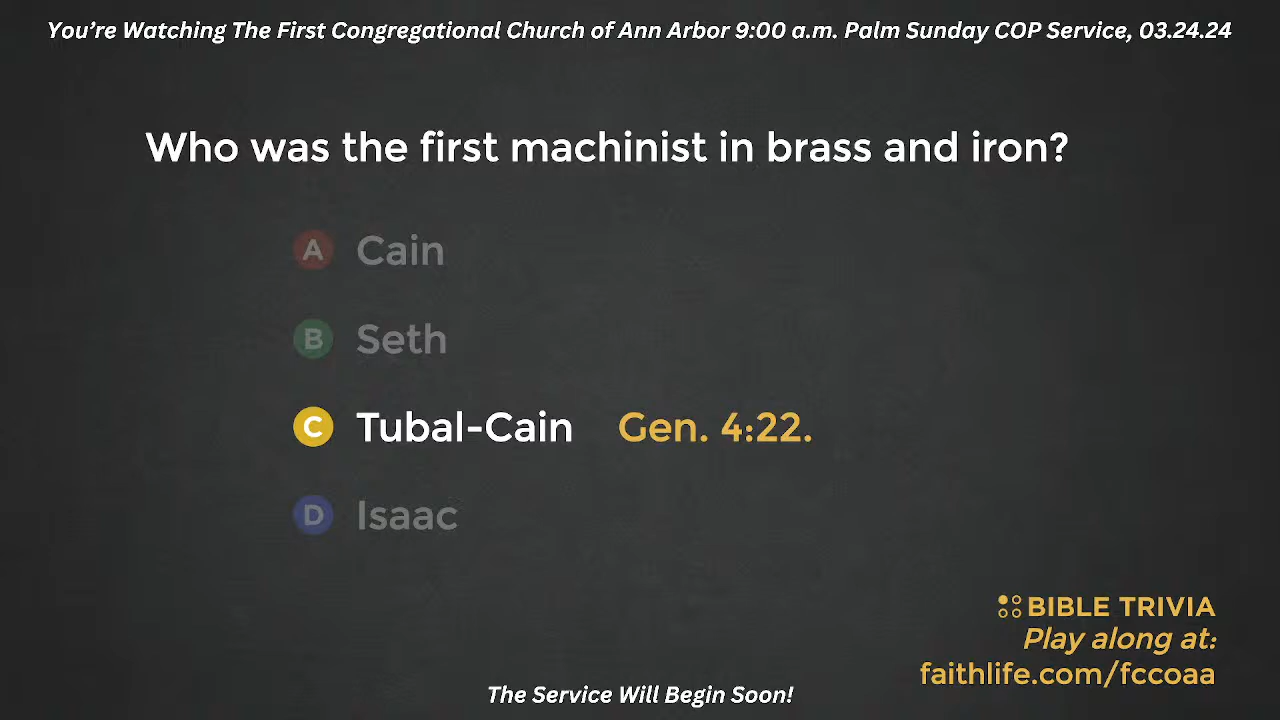 You're Watching The First Congregational Church of Ann Arbor 9:00 a.m. Palm Sunday COP Service, 03.24.24
Who was the first machinist in brass and iron?
A Cain
B Seth
C Tubal-Cain Gen. 4:22.
D Isaac
BIBLE TRIVIA
Play along at:
faithlife.com/fccoaa
The Service Will Begin Soon!